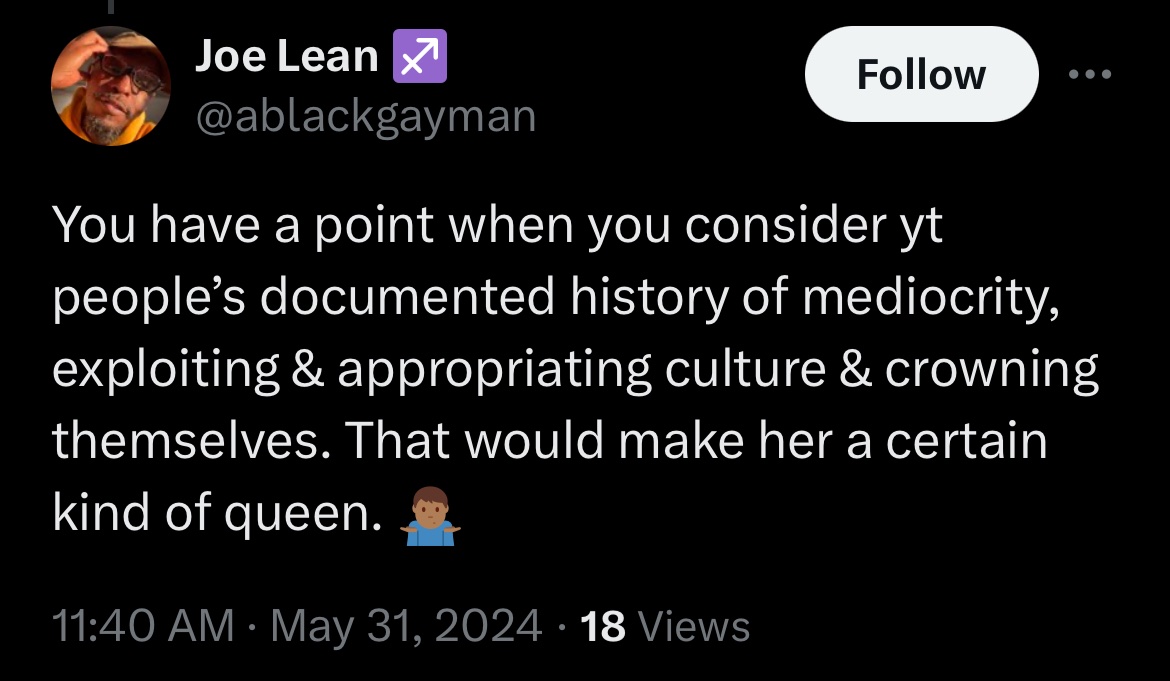 Joe Lean ♐
@ablackgayman
Follow
You have a point when you consider yt
people’s documented history of mediocrity,
exploiting & appropriating culture & crowning
themselves. That would make her a certain
kind of queen. 🤷🏾‍♂️
11:40 AM · May 31, 2024 · 18 Views